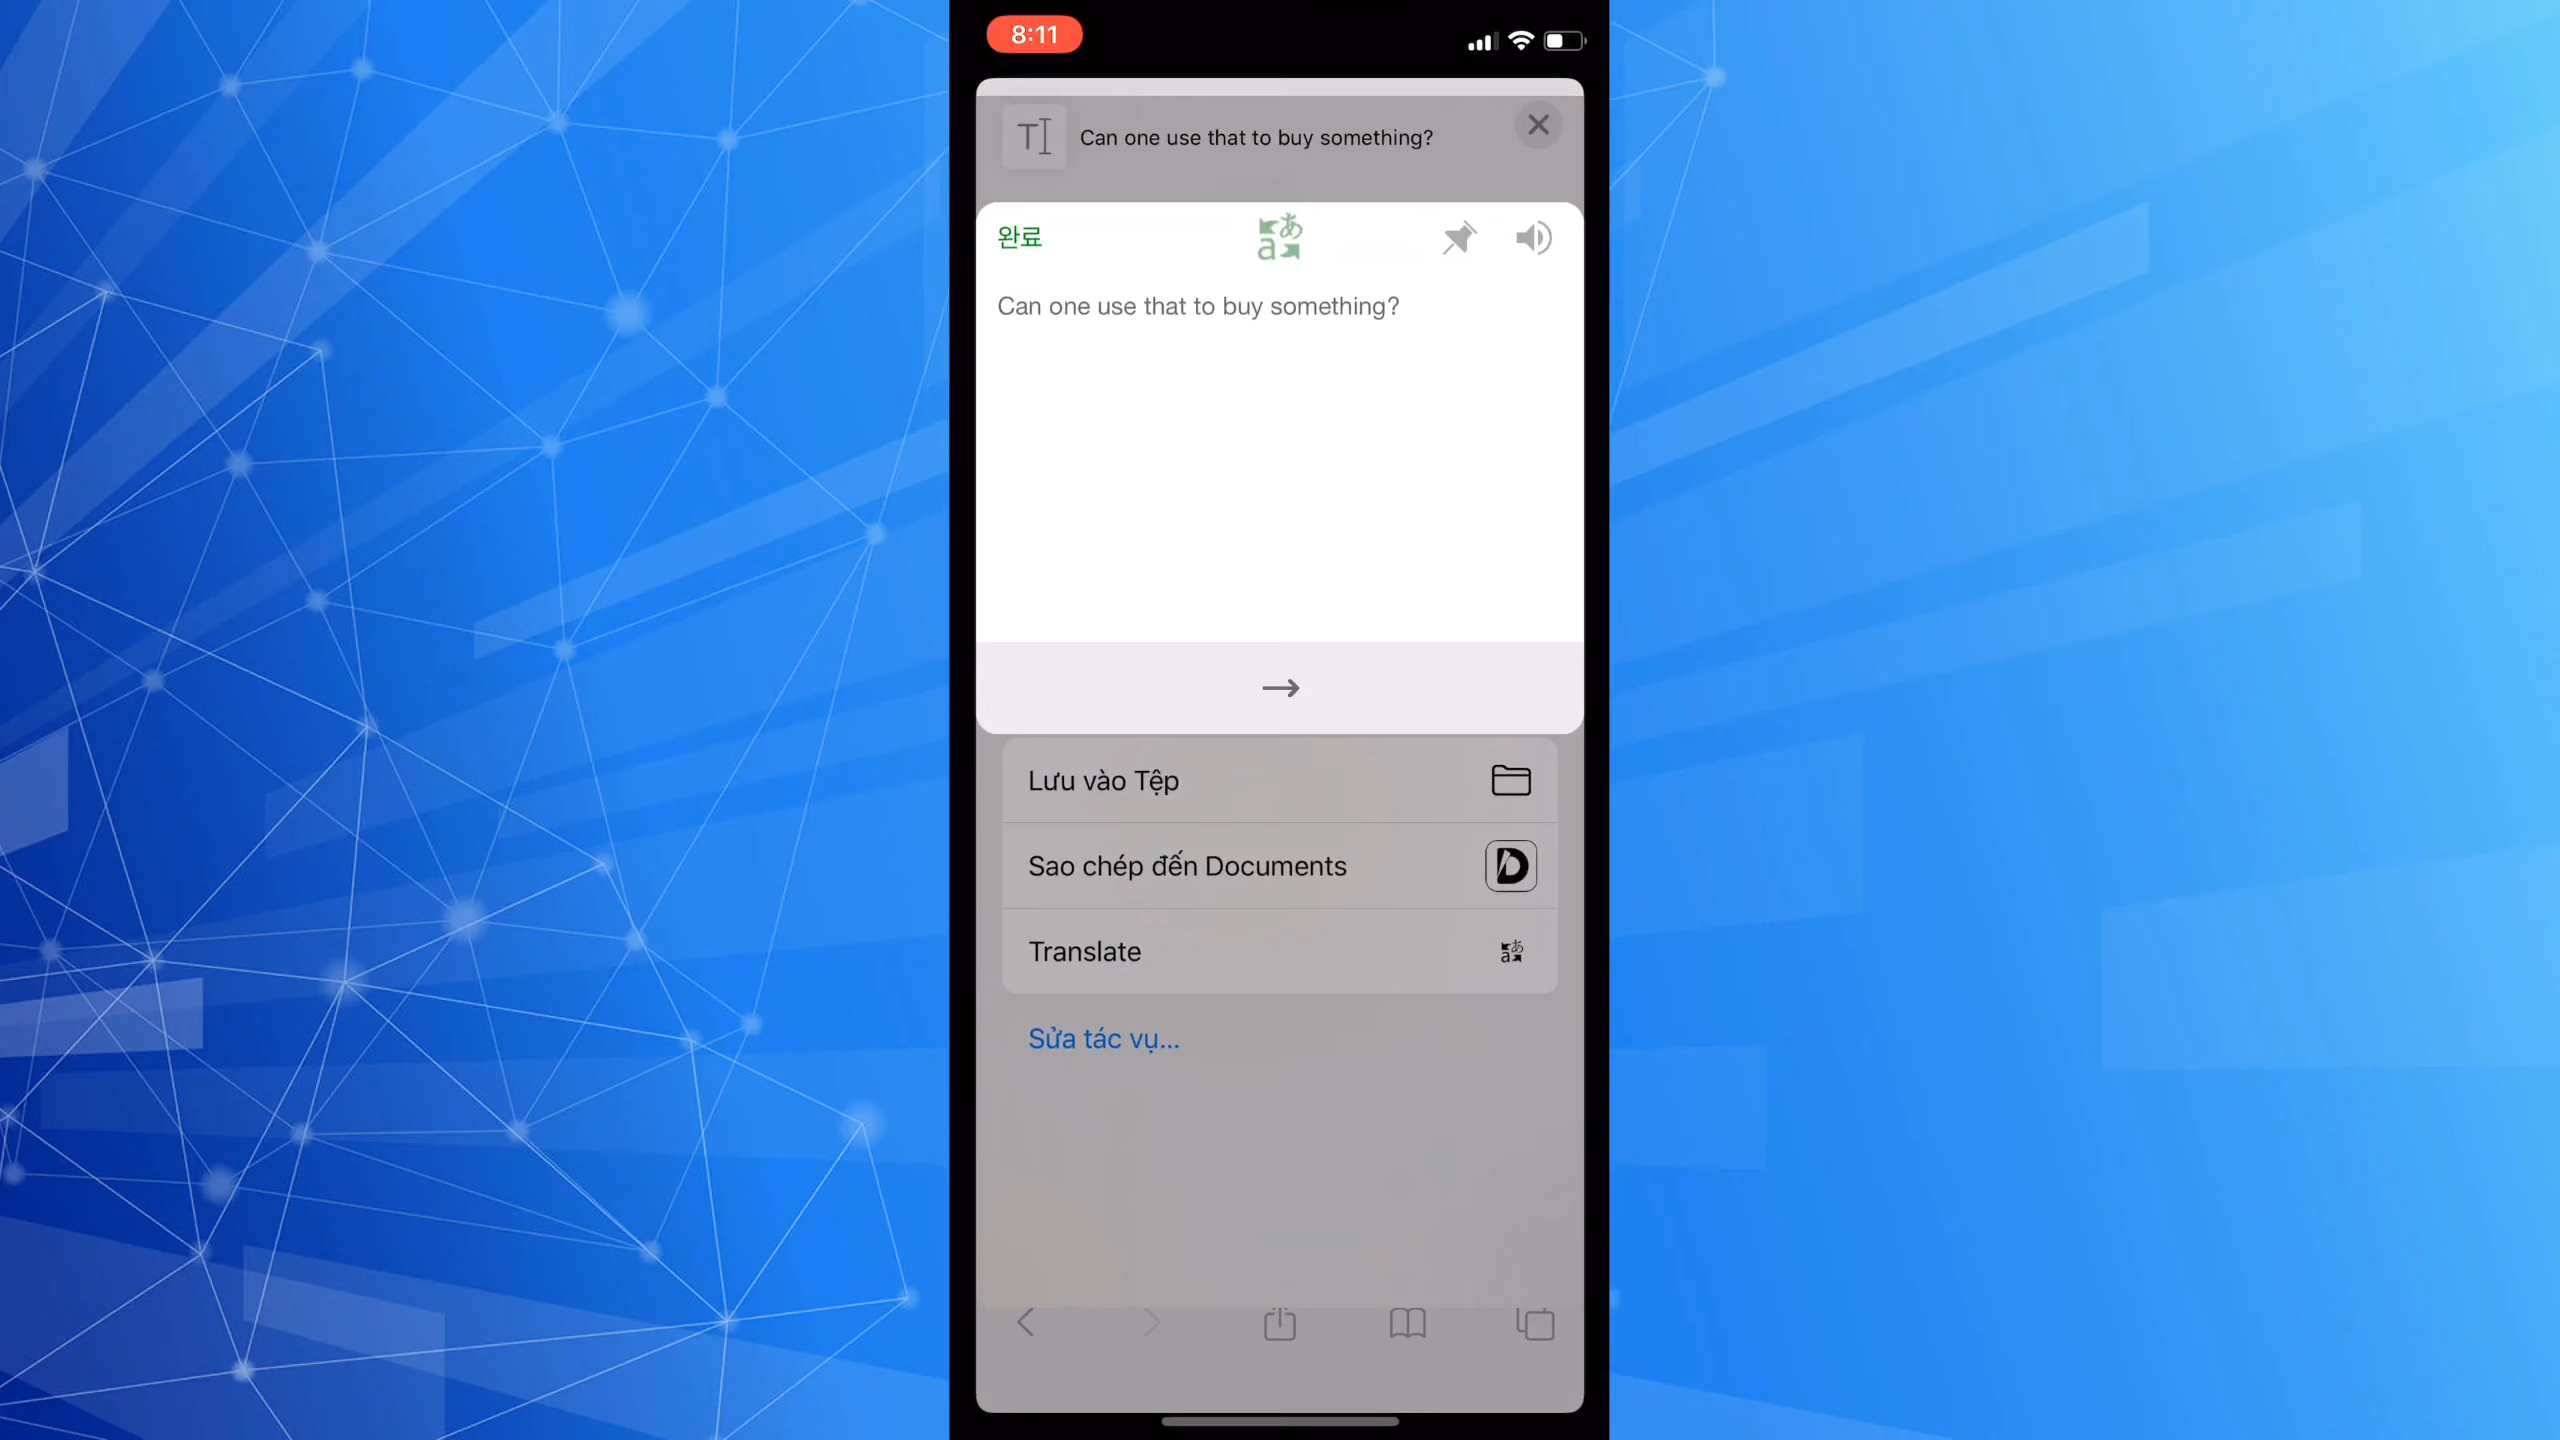 8:11
Can one use that to buy something?
완료
Can one use that to buy something?
Lưu vào Tệp
Sao chép đến Documents
Translate
Sửa tác vụ...